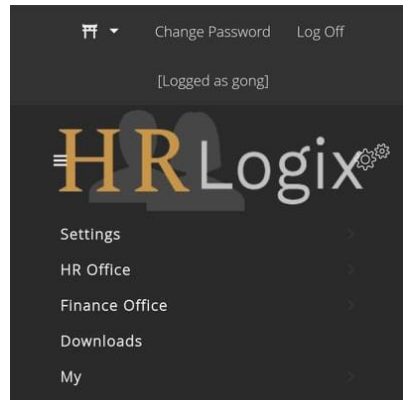 Change Password Log Off
[Logged as gong]
HRLogix
Settings
HR Office
Finance Office
Downloads
My